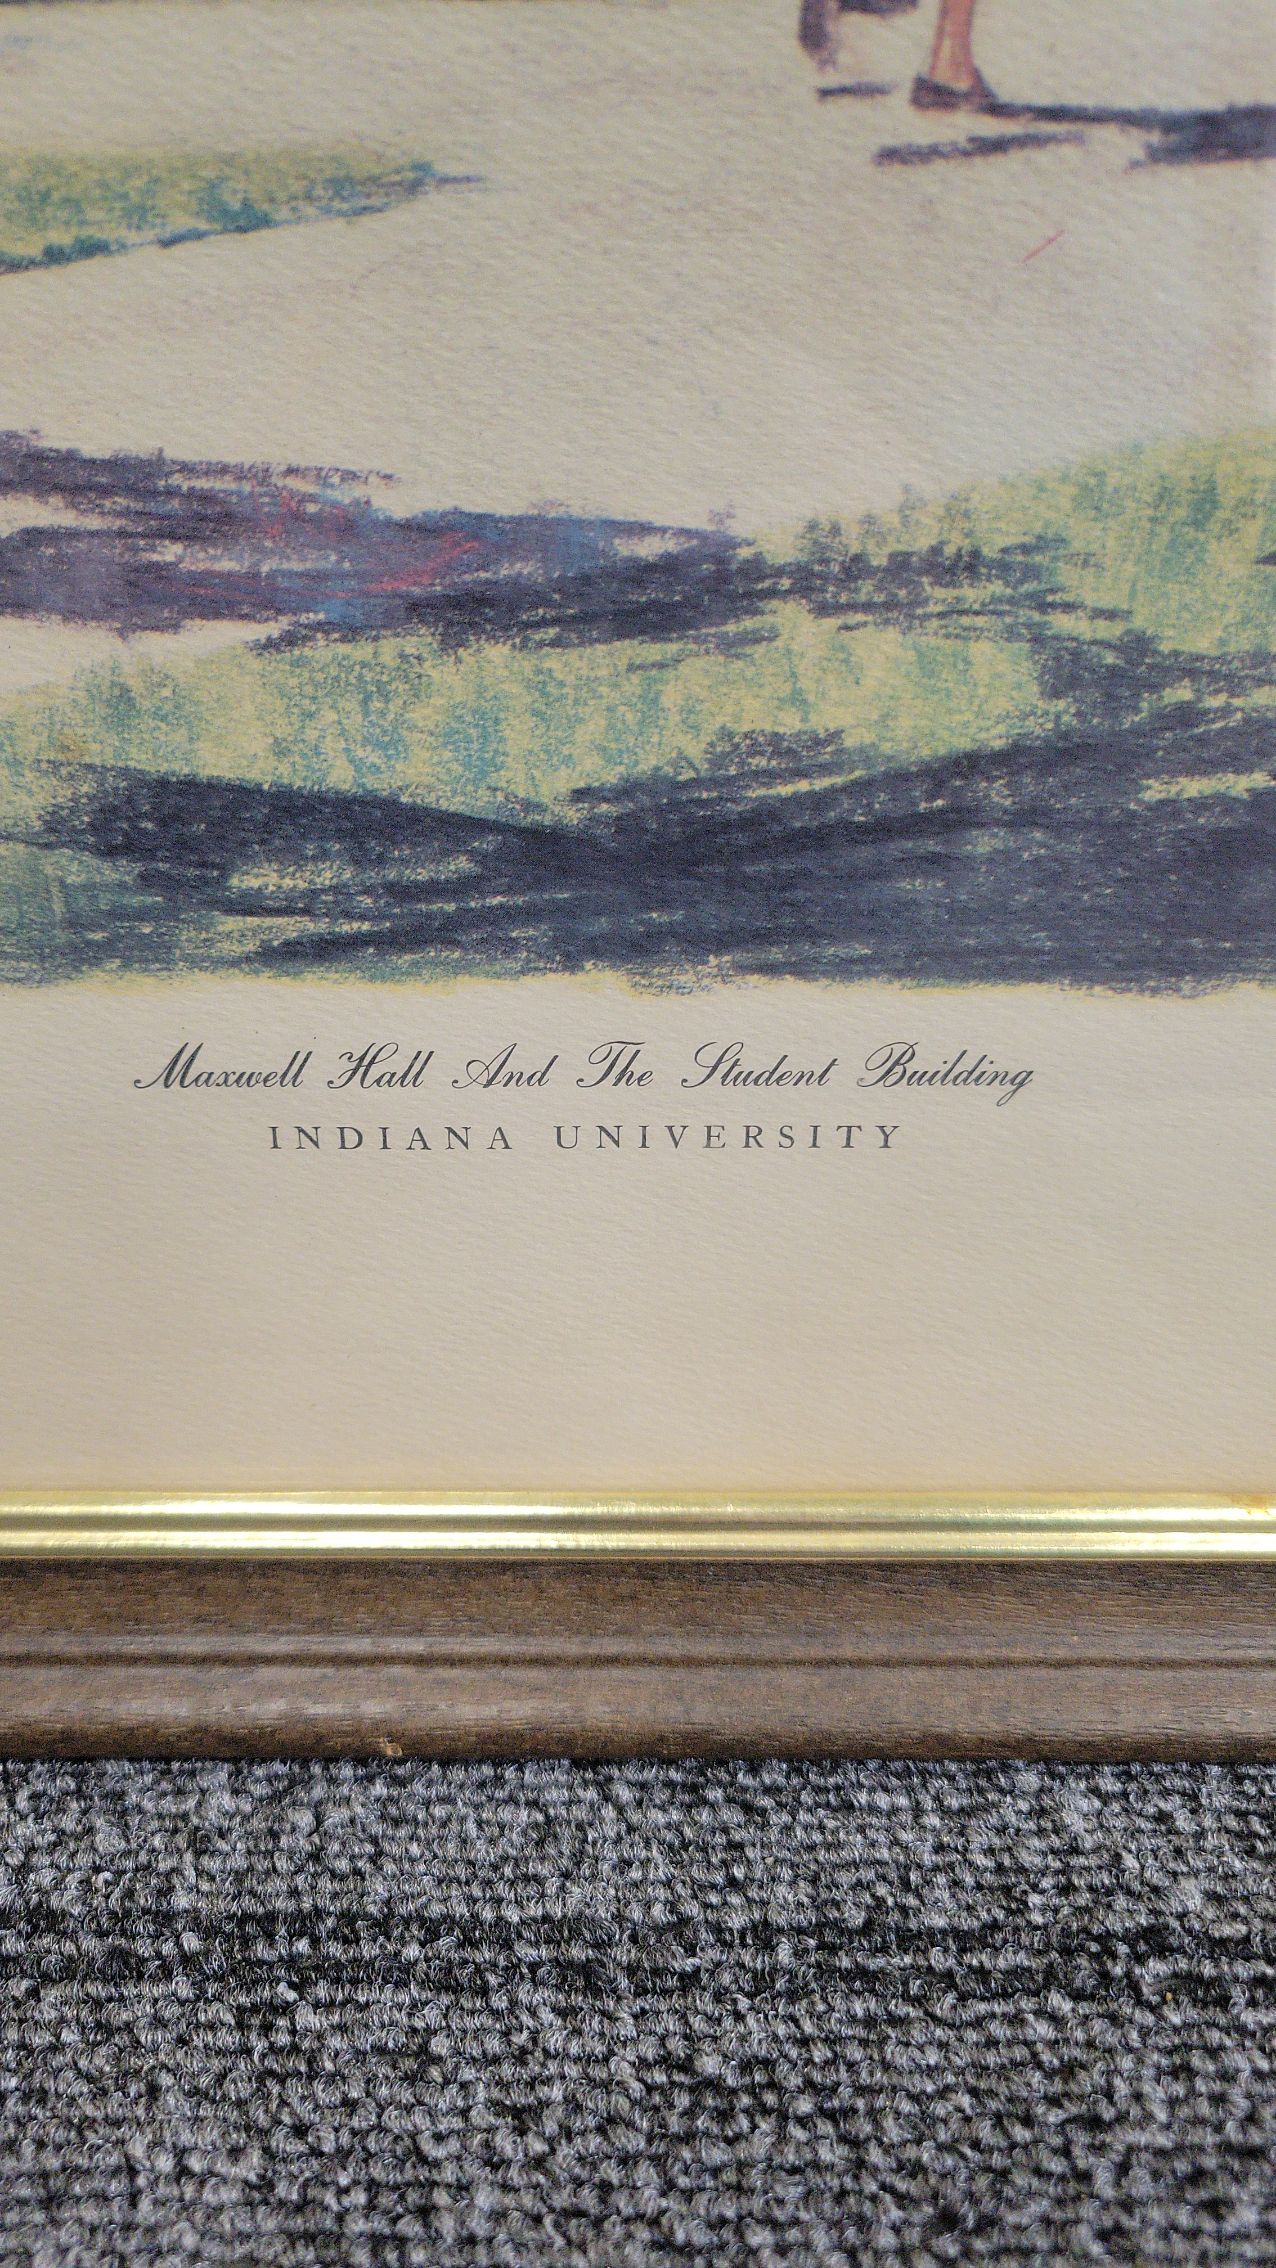 Maxwell Hall And The Student Building
INDIANA UNIVERSITY